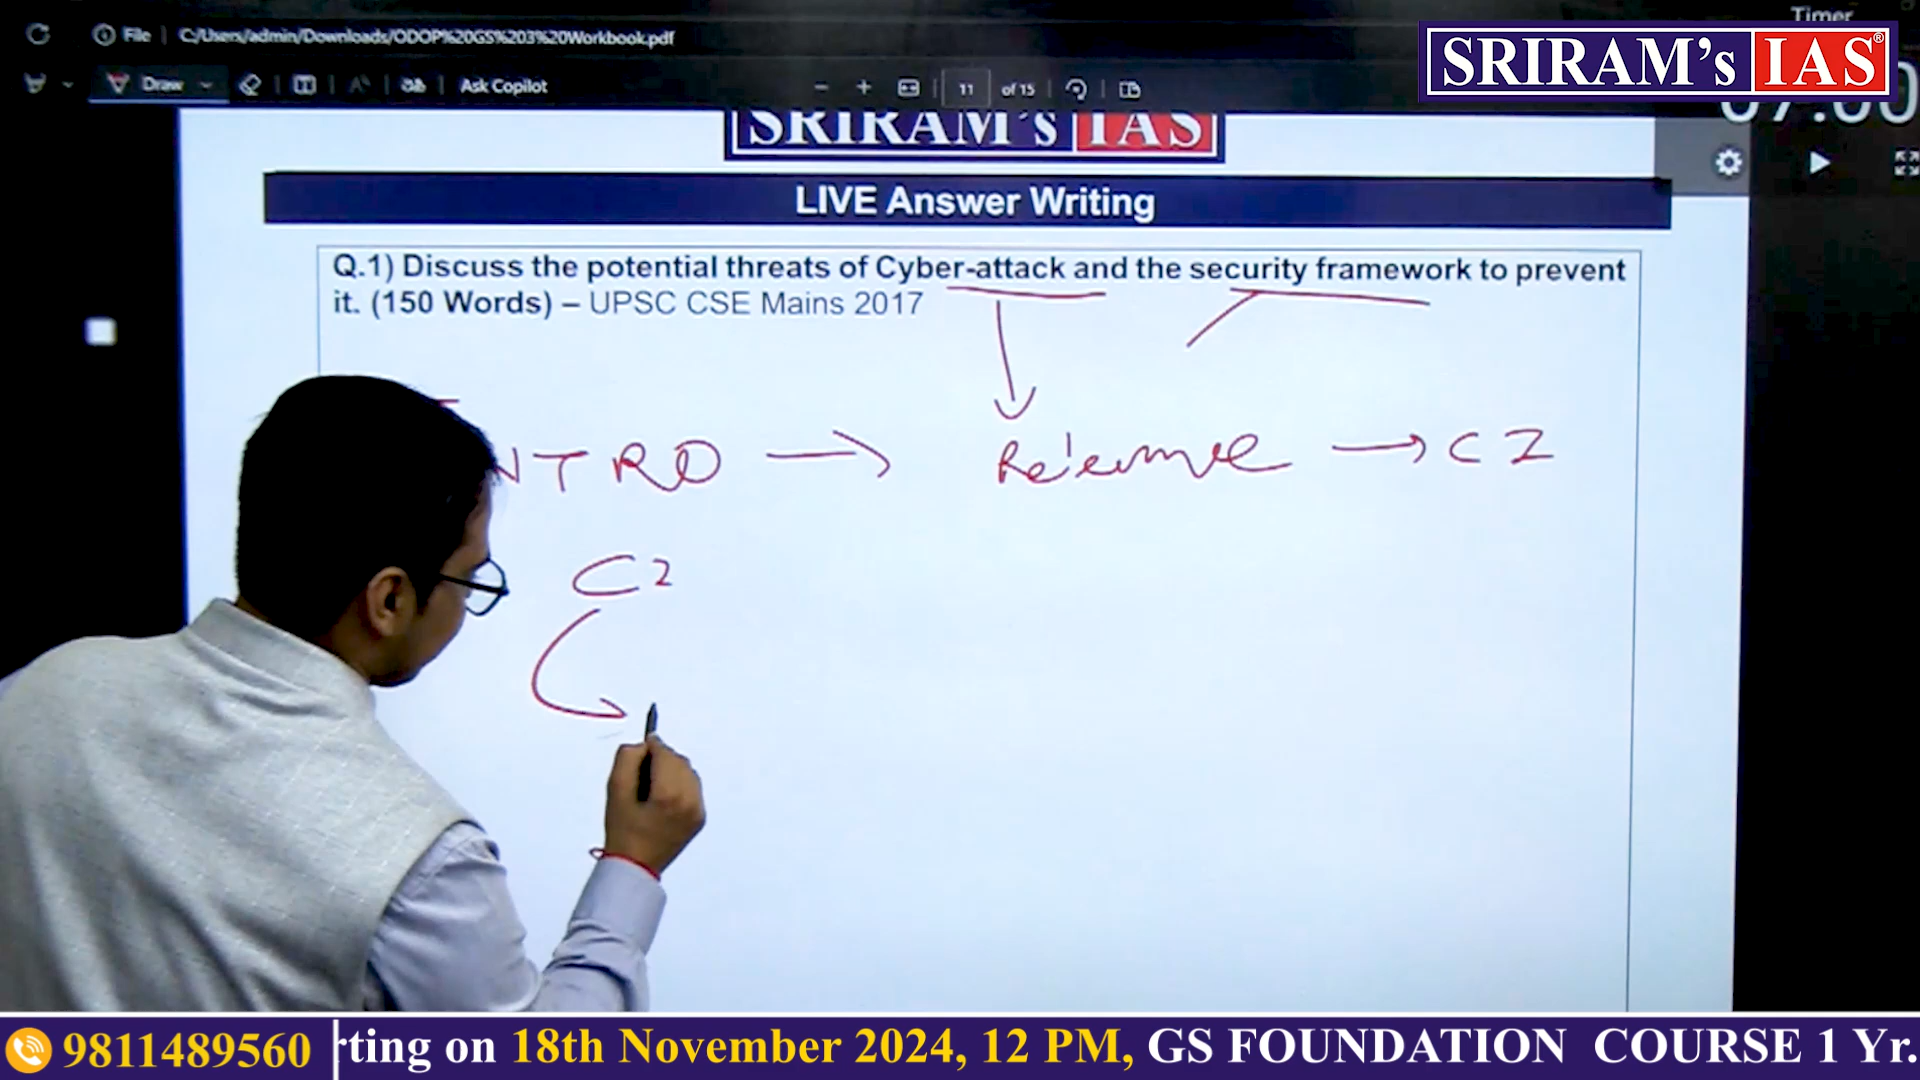 Timer
File | C:/Users/admin/Downloads/ODOP%20GS%203%20Workbook.pdf
SRIRAM's IAS
Draw
Ask Copilot
11 of 15
07:00
SRIRAM's IAS
LIVE Answer Writing
Q.1) Discuss the potential threats of Cyber-attack and the security framework to prevent
it. (150 Words) – UPSC CSE Mains 2017
NTRO → → C2
C2
9811489560 rting on 18th November 2024, 12 PM, GS FOUNDATION COURSE 1 Yr.